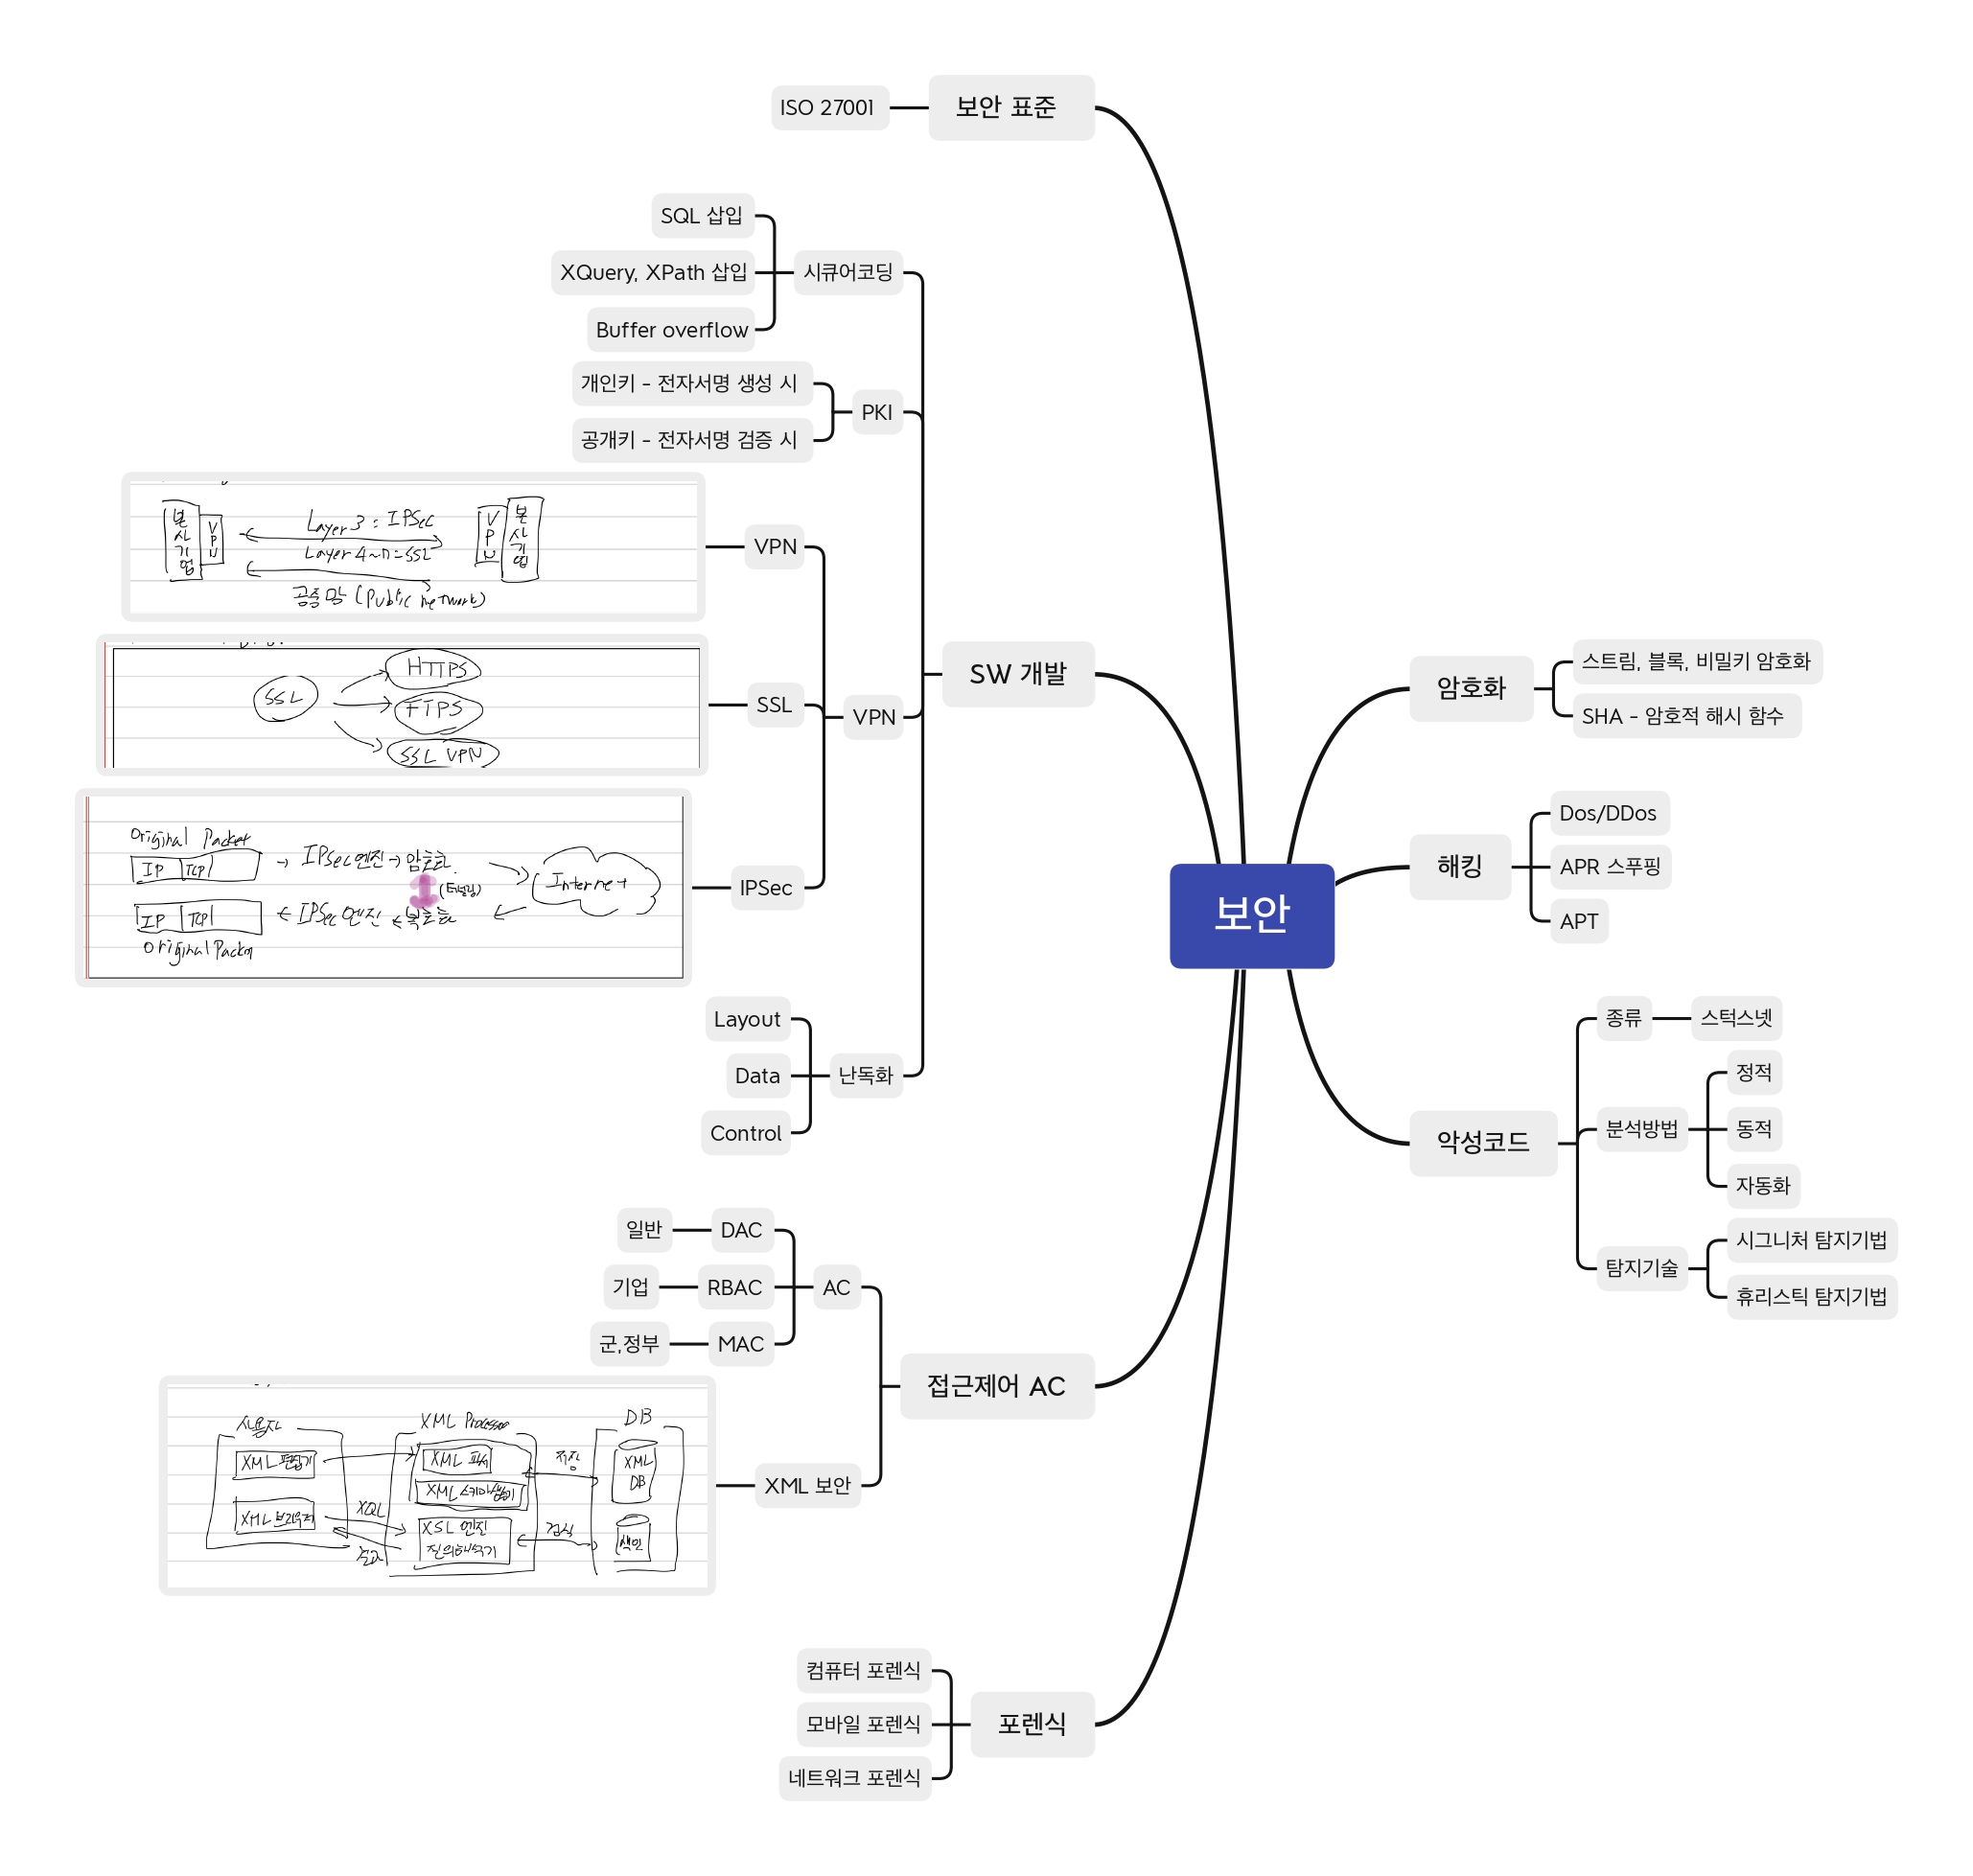 보안
보안 표준
ISO 27001
SW 개발
시큐어코딩
SQL 삽입
XQuery, XPath 삽입
Buffer overflow
PKI
개인키 - 전자서명 생성 시
공개키 - 전자서명 검증 시
VPN
VPN
본사기업
VPN
Layer 3 : IPSec
Layer 4~7 = SSL
공중망 (Public network)
VPN
본사기업
SSL
SSL
HTTPS
FTPS
SSL VPN
IPSec
Original Packet
IP TCP → IPSec엔진 → 암호화
(터널링)
Internet
IP TCP ← IPSec 엔진 ← 복호화
Original Packet
난독화
Layout
Data
Control
접근제어 AC
AC
DAC
일반
RBAC
기업
MAC
군,정부
XML 보안
사용자
XML 편집기
XML 브라우저
XQL
결과
XML Processor
XML 파서
XSL 엔진
질의해석기
저장
검색
DB
XML
DB
색인
포렌식
컴퓨터 포렌식
모바일 포렌식
네트워크 포렌식
암호화
스트림, 블록, 비밀키 암호화
SHA - 암호적 해시 함수
해킹
Dos/DDos
APR 스푸핑
APT
악성코드
종류
스턱스넷
분석방법
정적
동적
자동화
탐지기술
시그니처 탐지기법
휴리스틱 탐지기법